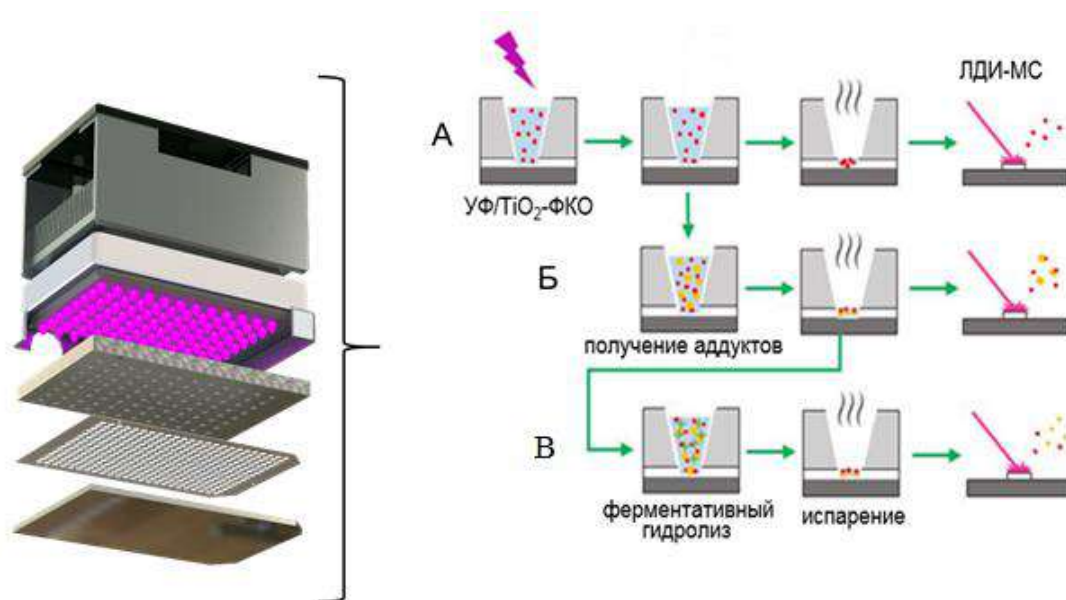 ЛДИ-МС
А
УФ/TiO₂-ФКО
Б
получение аддуктов
В
ферментативный
гидролиз
испарение